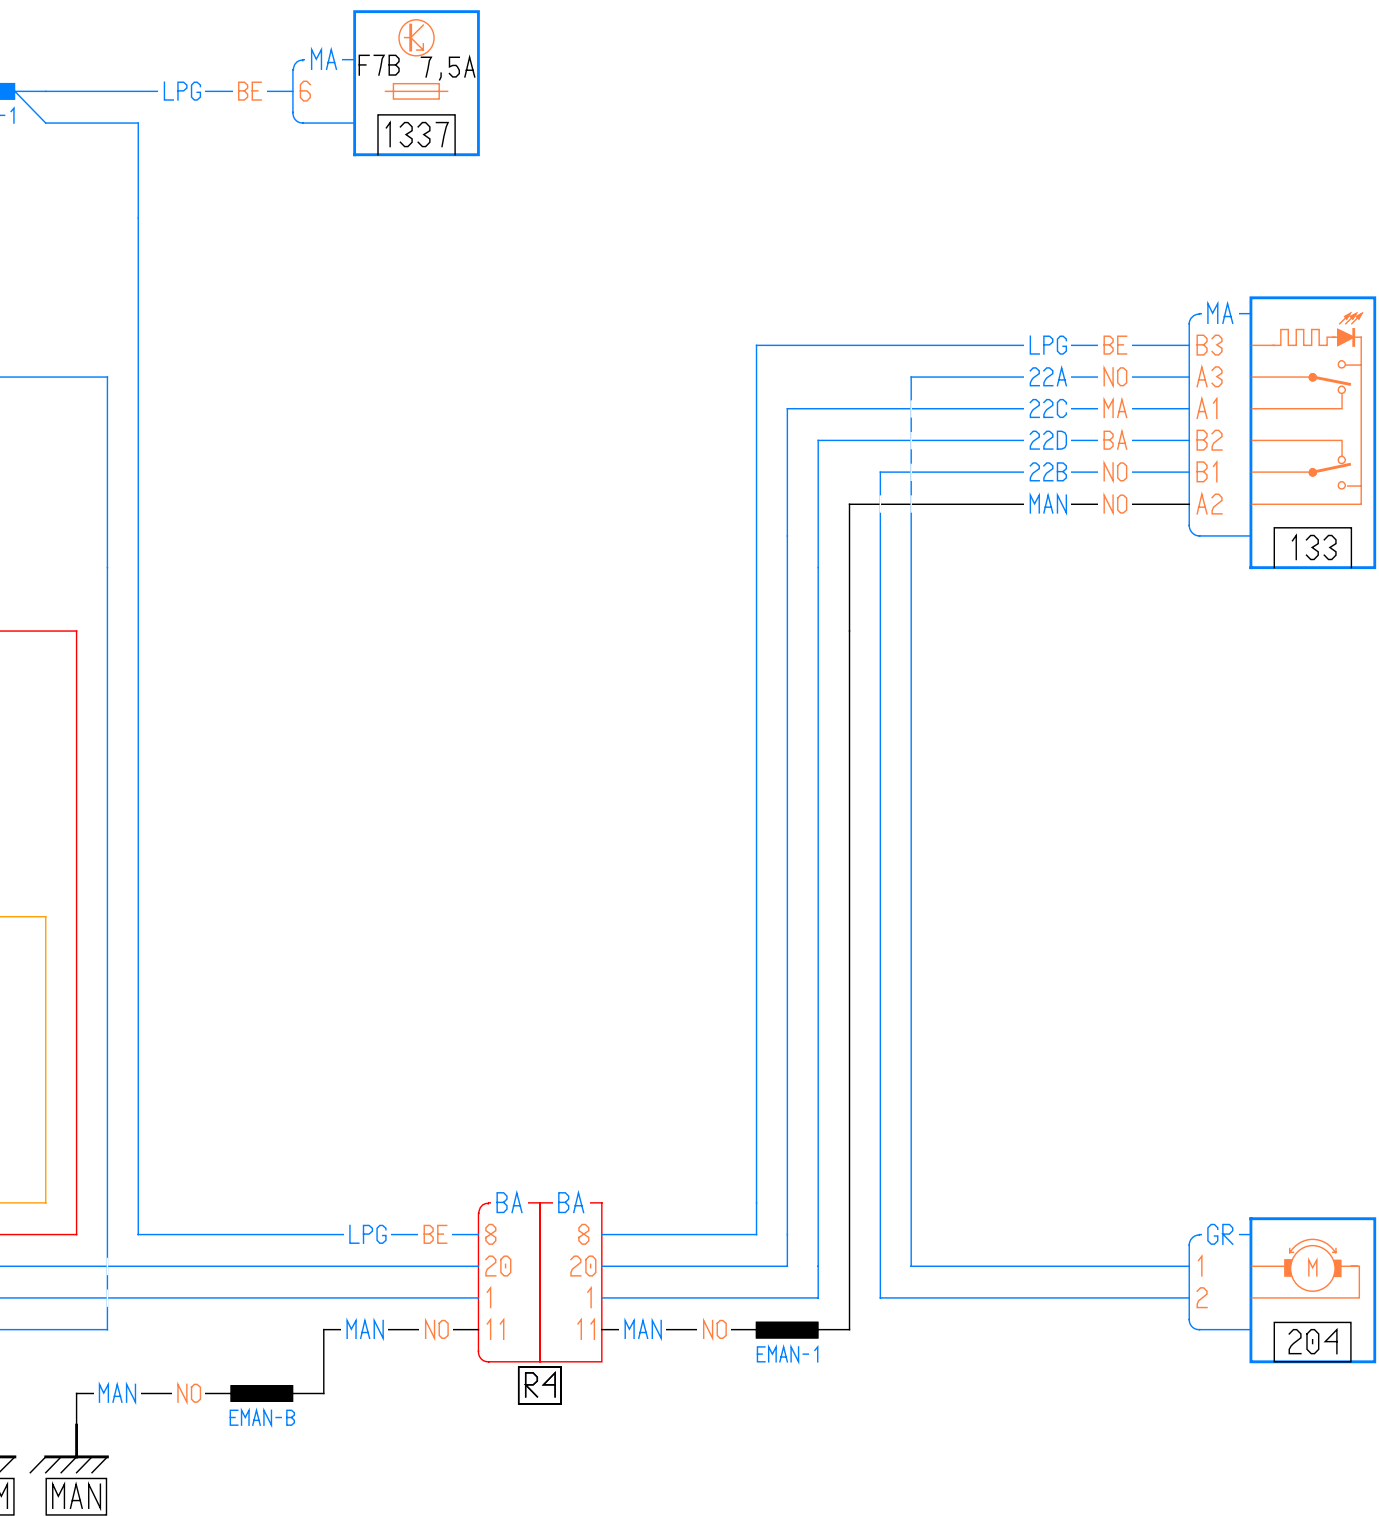 MA
F7B 7,5A
LPG BE 6
-1
1337
MA
LPG BE B3
22A NO A3
22C MA A1
22D BA B2
22B NO B1
MAN NO A2
133
BA BA
LPG BE 8 8
20 20
1 1
MAN NO 11 11 MAN NO
EMAN-1
R4
GR
1
M
2
204
MAN NO
EMAN-B
M
MAN